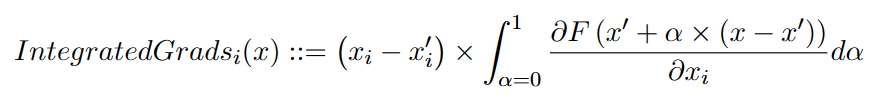 IntegratedGrads_i(x) ::= (x_i − x′_i) × ∫_{α=0}^{1} ∂F(x′ + α × (x − x′)) / ∂x_i dα